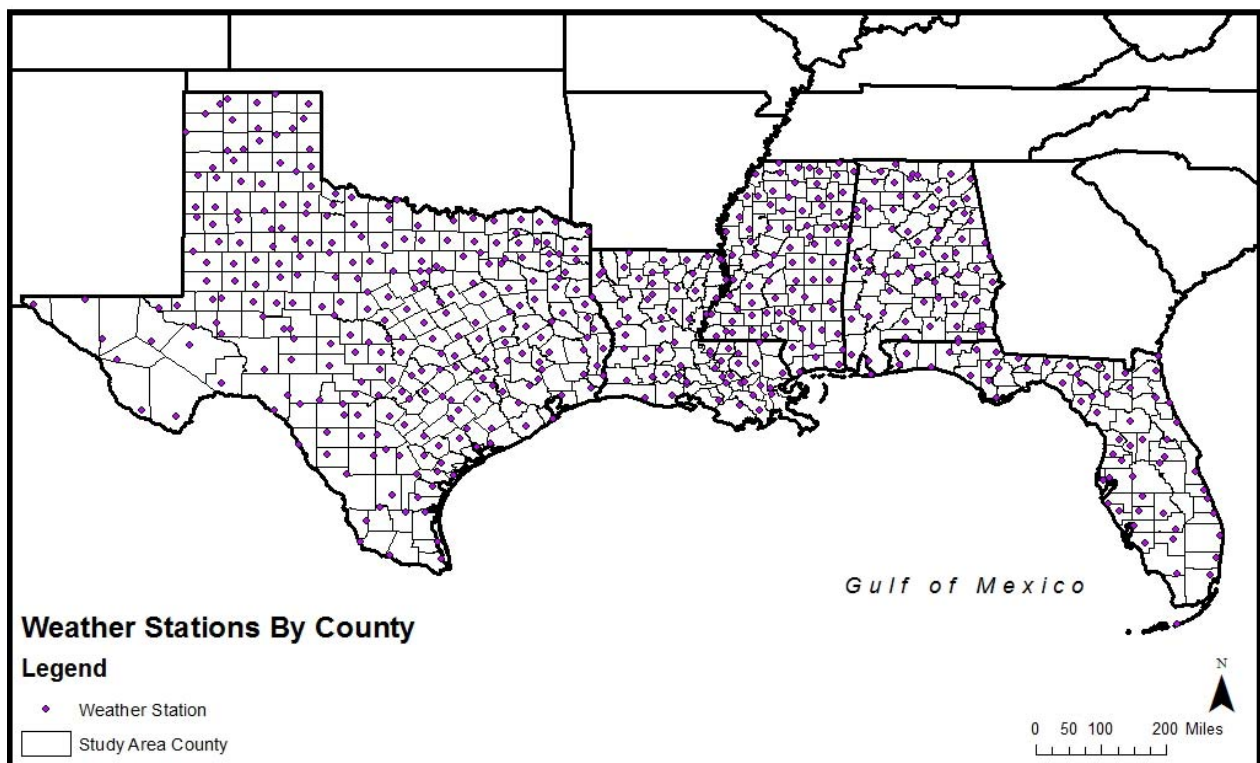 Gulf of Mexico
Weather Stations By County
Legend
Weather Station
Study Area County
N
0 50 100 200 Miles